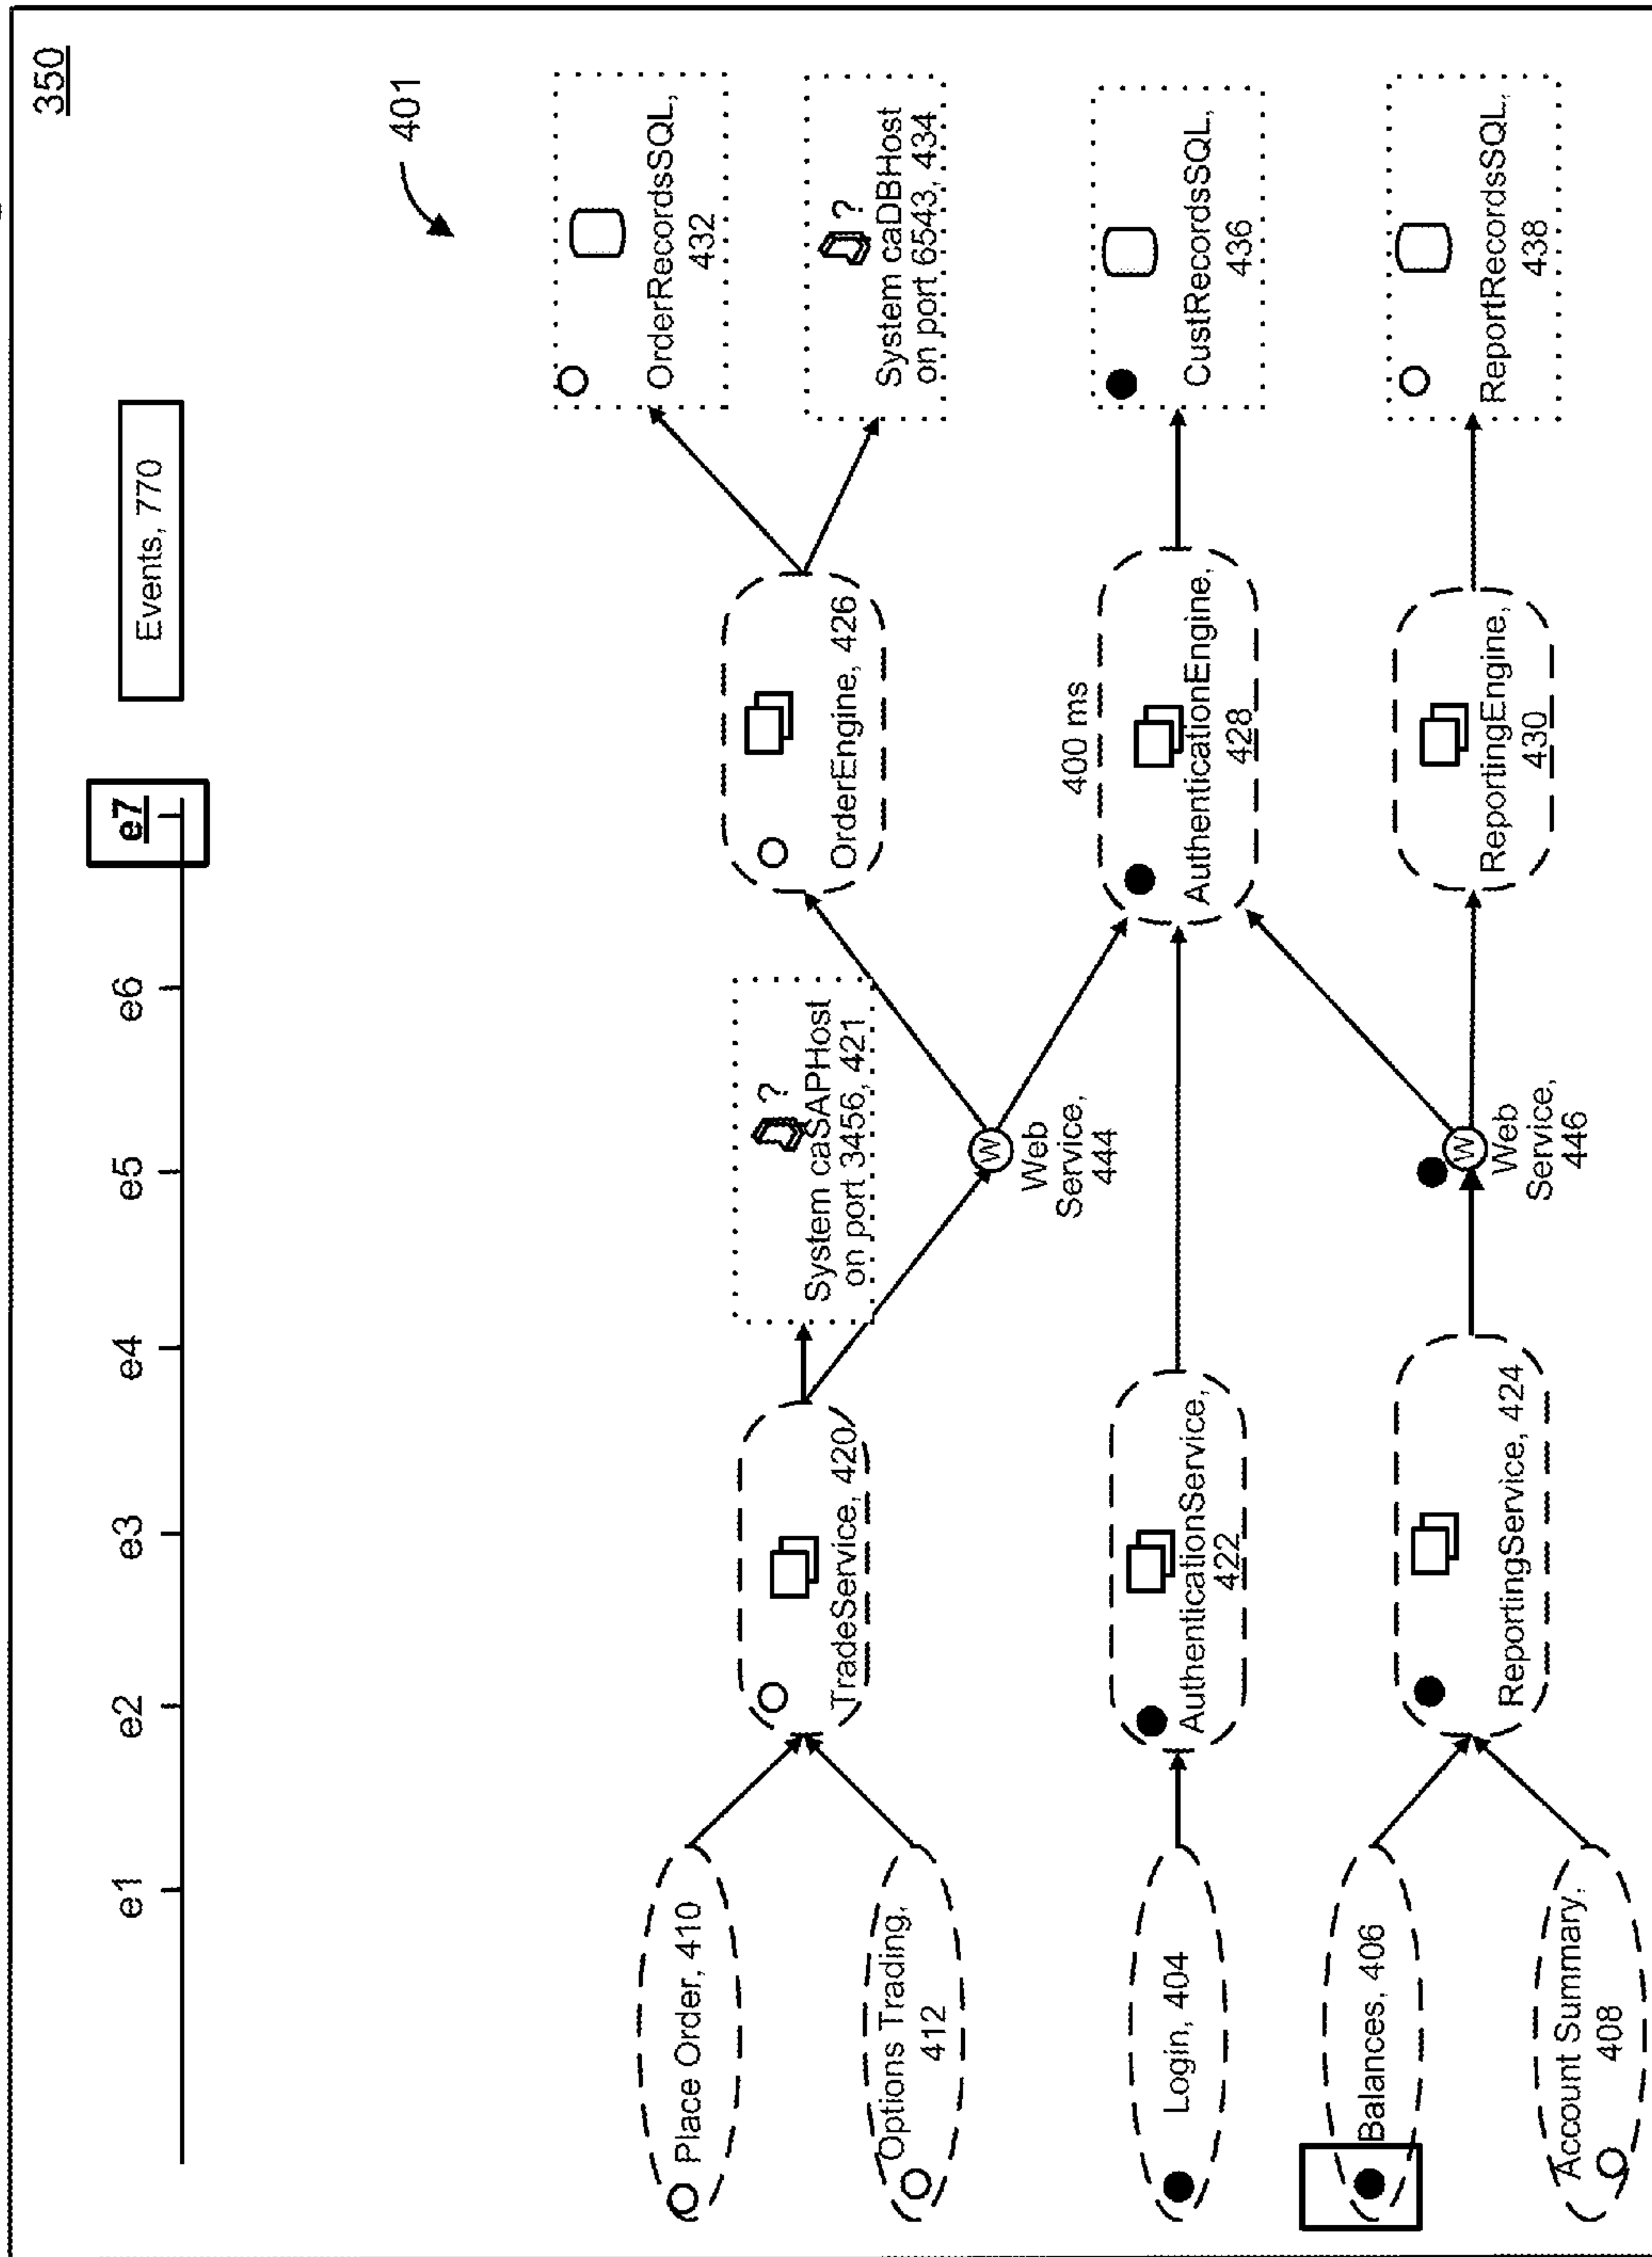 350
Events, 770
e1
e2
e3
e4
e5
e6
e7
401
Place Order, 410
Options Trading,
412
Login, 404
Balances, 406
Account Summary,
408
TradeService, 420
AuthenticationService,
422
ReportingService, 424
?
System caSAPHost
on port 3456, 421
W
Web
Service,
444
W
Web
Service,
446
OrderEngine, 426
400 ms
AuthenticationEngine,
428
ReportingEngine,
430
OrderRecordsSQL,
432
?
System caDBHost
on port 6543, 434
CustRecordsSQL,
436
ReportRecordsSQL,
438